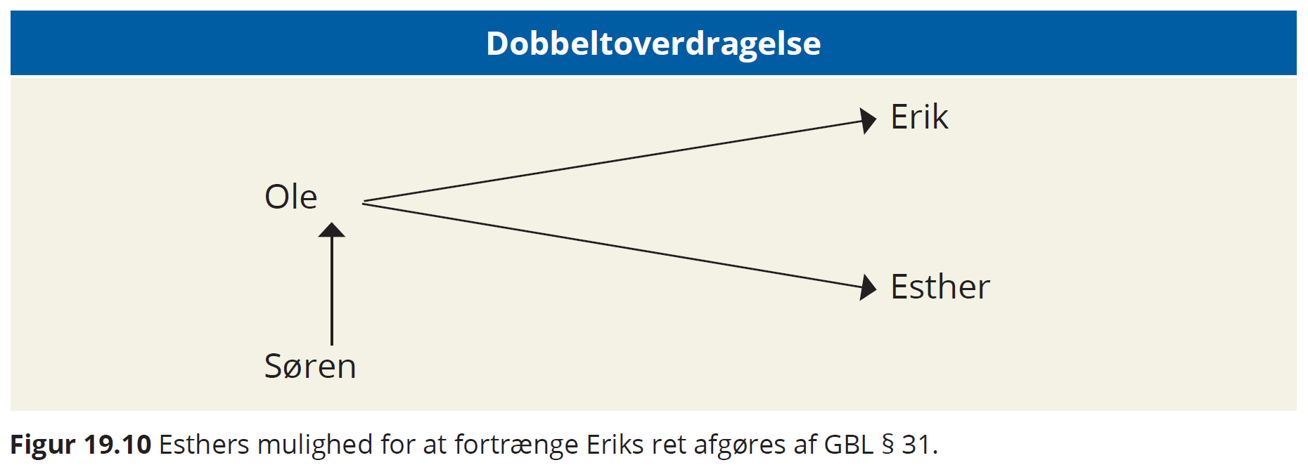 Dobbeltoverdragelse
Erik
Ole
Esther
Søren
Figur 19.10 Esthers mulighed for at fortrænge Eriks ret afgøres af GBL § 31.